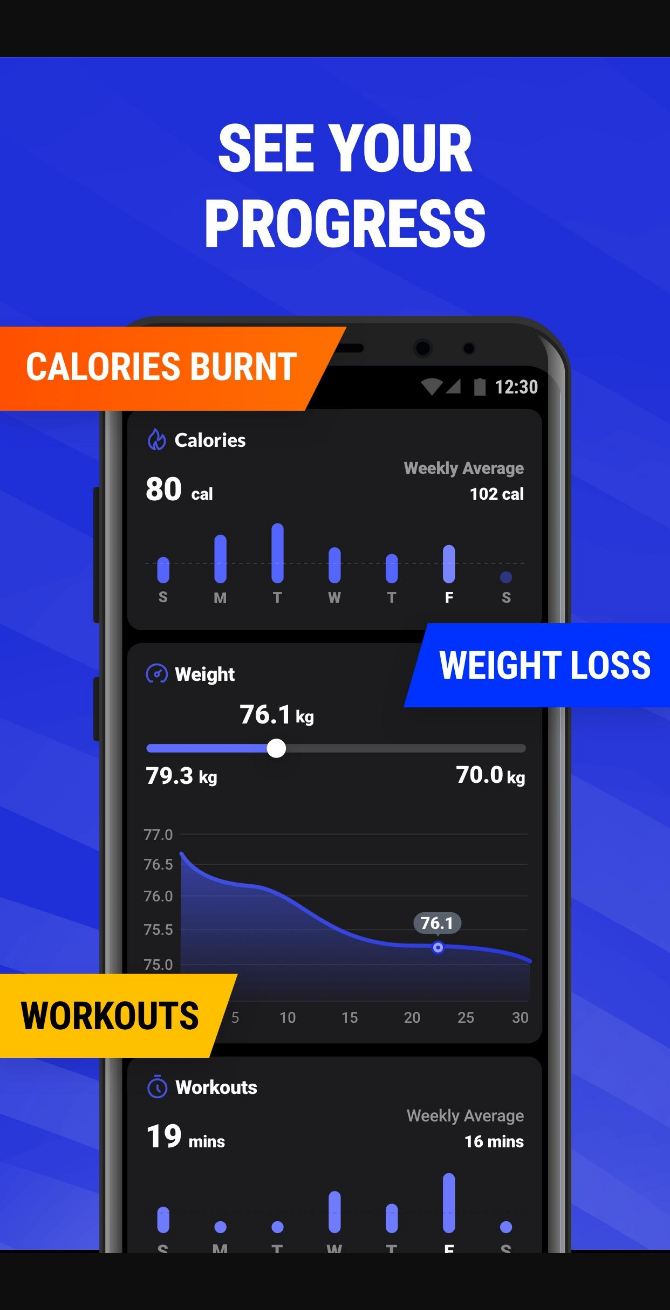 SEE YOUR
PROGRESS
CALORIES BURNT
12:30
Calories
Weekly Average
80 cal
102 cal
S M T W T F S
WEIGHT LOSS
Weight
76.1 kg
79.3 kg 70.0 kg
77.0
76.5
76.0
76.1
75.5
75.0
WORKOUTS
5 10 15 20 25 30
Workouts
Weekly Average
19 mins
16 mins
S M T W T F S